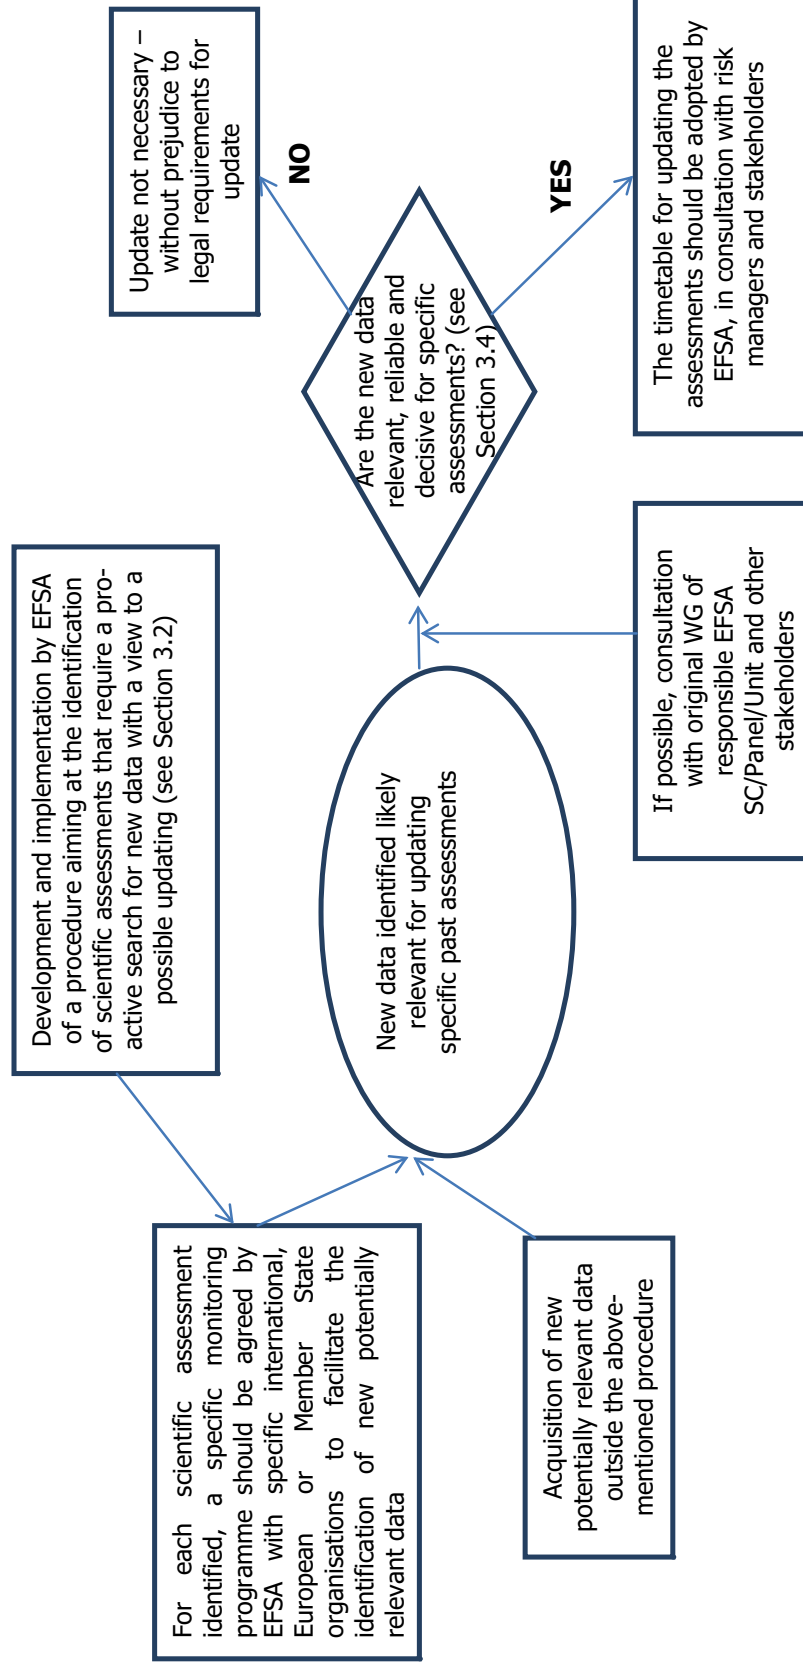 Development and implementation by EFSA
of a procedure aiming at the identification
of scientific assessments that require a pro-
active search for new data with a view to a
possible updating (see Section 3.2)
For each scientific assessment
identified, a specific monitoring
programme should be agreed by
EFSA with specific international,
European or Member State
organisations to facilitate the
identification of new potentially
relevant data
Acquisition of new
potentially relevant data
outside the above-
mentioned procedure
New data identified likely
relevant for updating
specific past assessments
If possible, consultation
with original WG of
responsible EFSA
SC/Panel/Unit and other
stakeholders
Are the new data
relevant, reliable and
decisive for specific
assessments? (see
Section 3.4)
NO
Update not necessary –
without prejudice to
legal requirements for
update
YES
The timetable for updating the
assessments should be adopted by
EFSA, in consultation with risk
managers and stakeholders